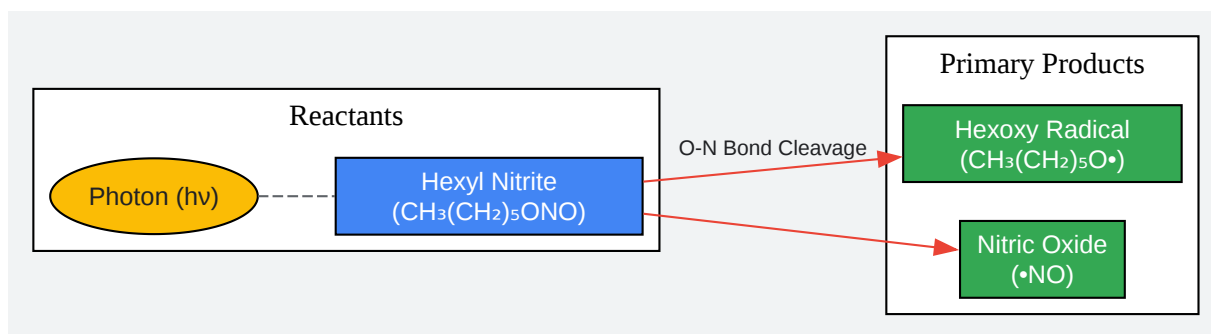 Reactants
Photon (hν)
Hexyl Nitrite
(CH₃(CH₂)₅ONO)
O-N Bond Cleavage
Primary Products
Hexoxy Radical
(CH₃(CH₂)₅O•)
Nitric Oxide
(•NO)